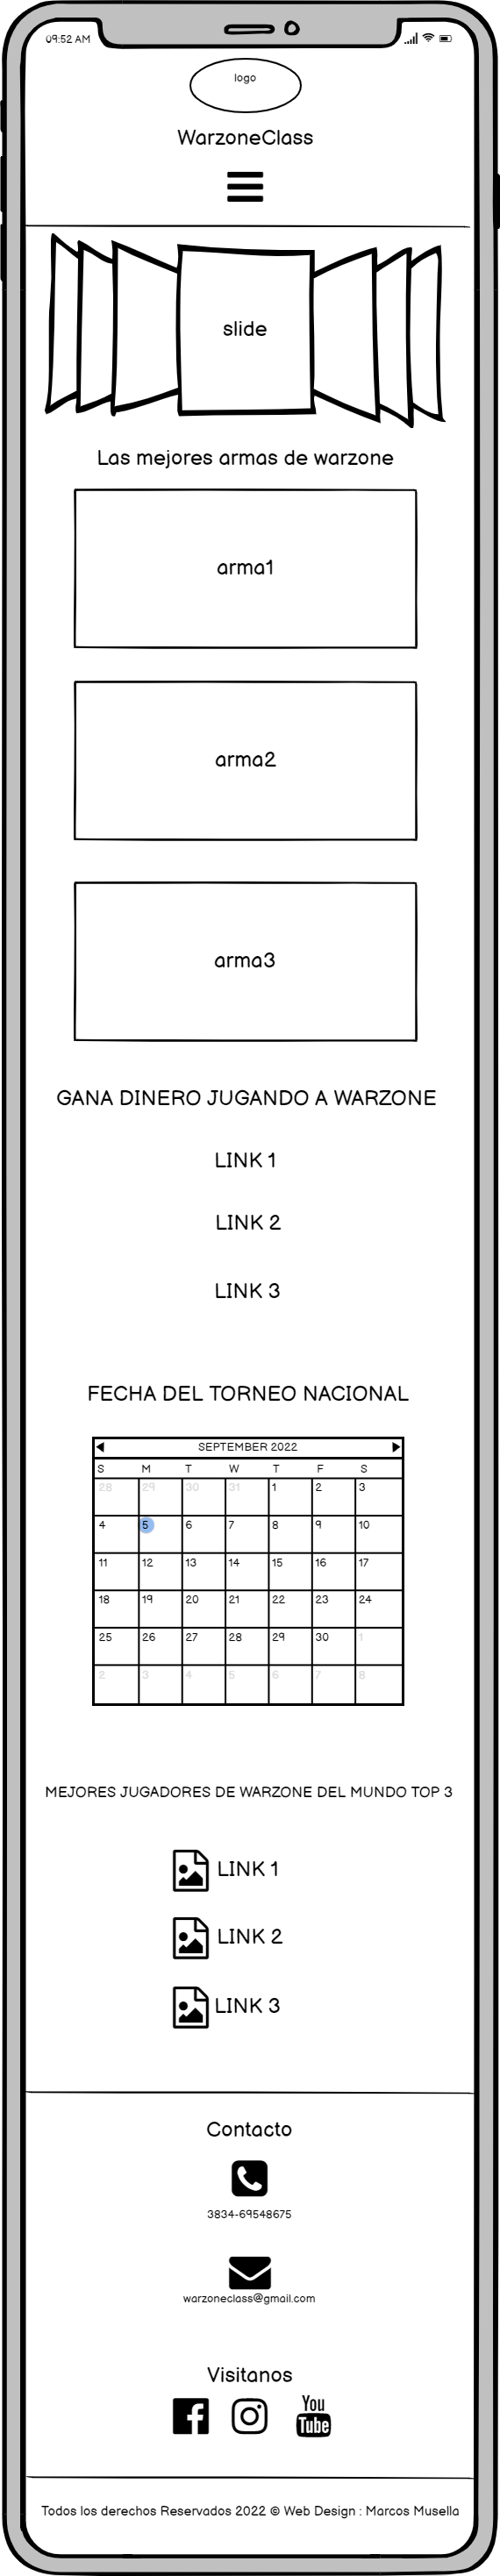 09:52 AM
logo
WarzoneClass
slide
Las mejores armas de warzone
arma1
arma2
arma3
GANA DINERO JUGANDO A WARZONE
LINK 1
LINK 2
LINK 3
FECHA DEL TORNEO NACIONAL
SEPTEMBER 2022
S M T W T F S
28 29 30 31 1 2 3
4 5 6 7 8 9 10
11 12 13 14 15 16 17
18 19 20 21 22 23 24
25 26 27 28 29 30 1
2 3 4 5 6 7 8
MEJORES JUGADORES DE WARZONE DEL MUNDO TOP 3
LINK 1
LINK 2
LINK 3
Contacto
3834-69548675
warzoneclass@gmail.com
Visitanos
You
Tube
Todos los derechos Reservados 2022 © Web Design : Marcos Musella